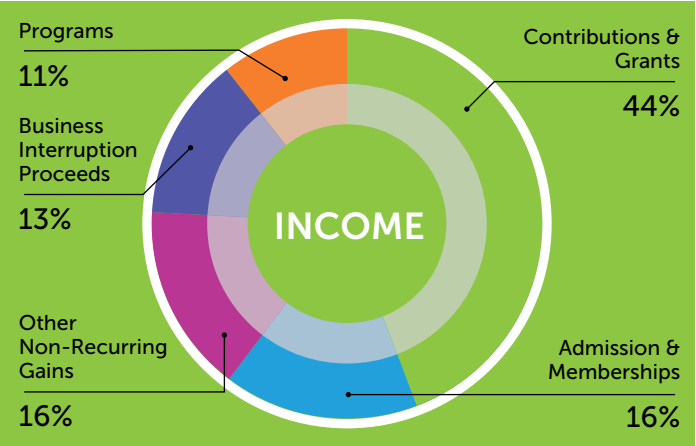 Programs
11%
Business
Interruption
Proceeds
13%
Other
Non-Recurring
Gains
16%
INCOME
Contributions &
Grants
44%
Admission &
Memberships
16%